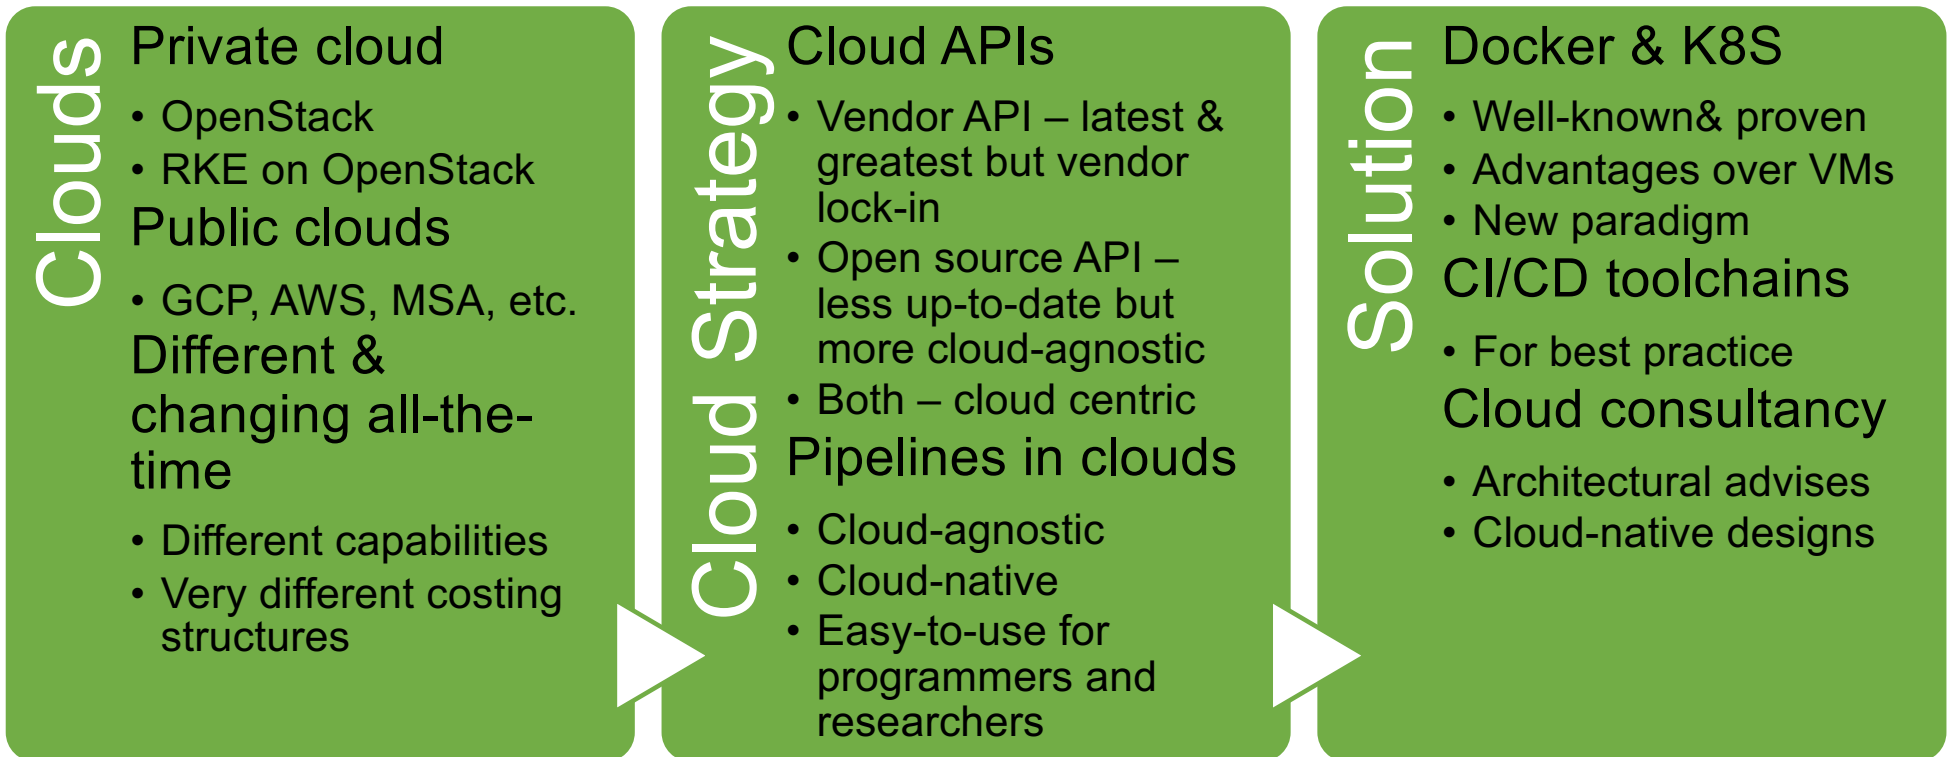 Clouds
Private cloud
• OpenStack
• RKE on OpenStack
Public clouds
• GCP, AWS, MSA, etc.
Different &
changing all-the-
time
• Different capabilities
• Very different costing
structures
Cloud Strategy
Cloud APIs
• Vendor API – latest &
greatest but vendor
lock-in
• Open source API –
less up-to-date but
more cloud-agnostic
• Both – cloud centric
Pipelines in clouds
• Cloud-agnostic
• Cloud-native
• Easy-to-use for
programmers and
researchers
Solution
Docker & K8S
• Well-known& proven
• Advantages over VMs
• New paradigm
CI/CD toolchains
• For best practice
Cloud consultancy
• Architectural advises
• Cloud-native designs